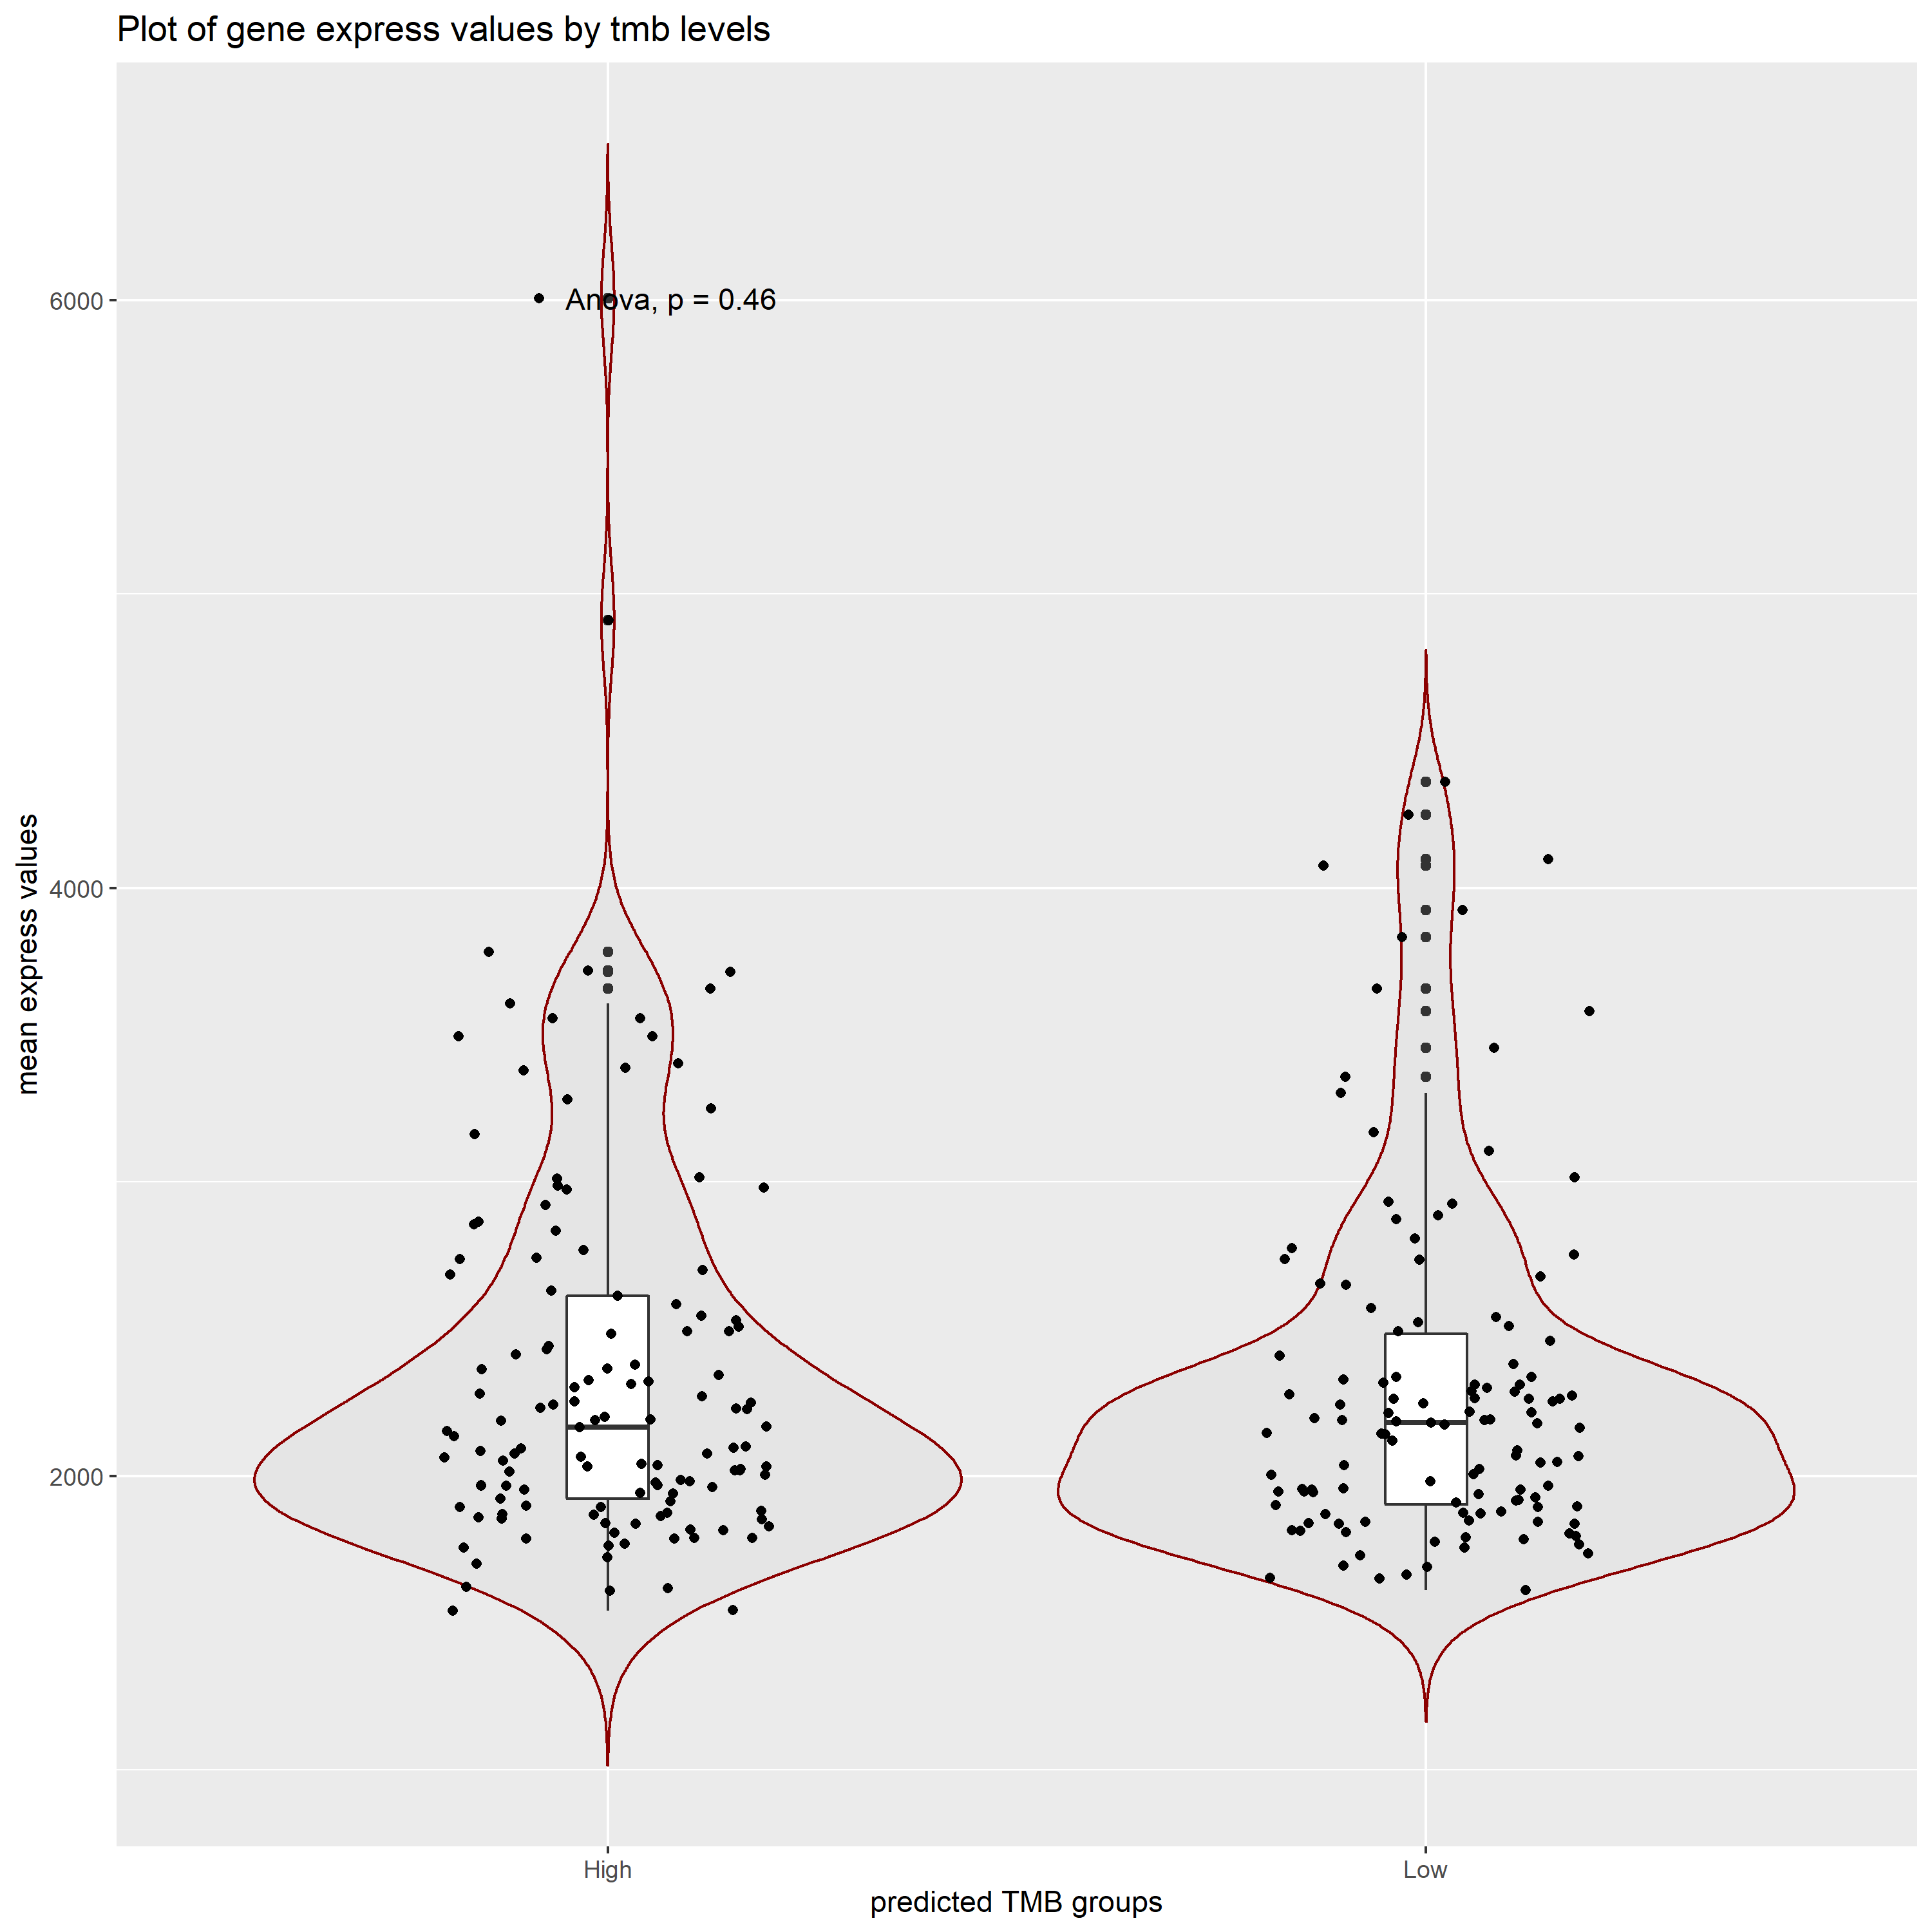 Plot of gene express values by tmb levels
6000
Anova, p = 0.46
4000
mean express values
2000
High
Low
predicted TMB groups